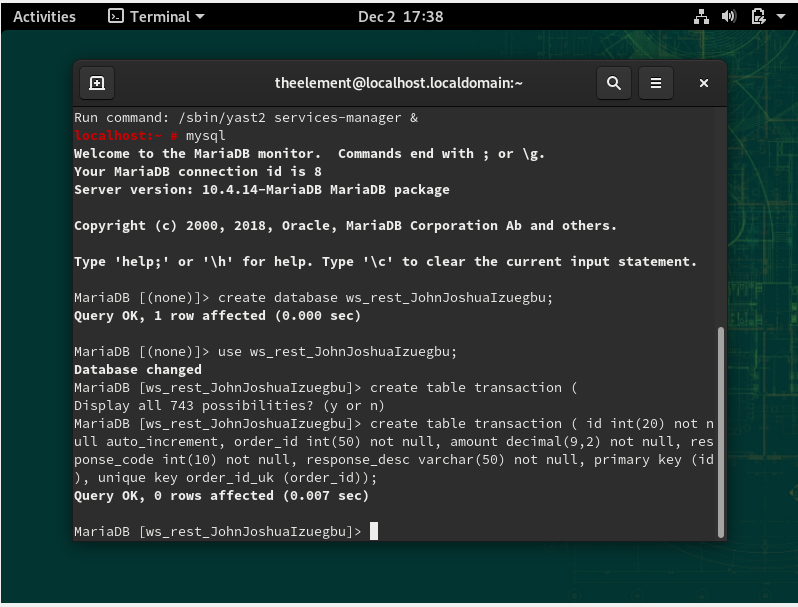 Activities
Terminal
Dec 2 17:38
theelement@localhost.localdomain:~
Run command: /sbin/yast2 services-manager &
localhost:~ # mysql
Welcome to the MariaDB monitor.  Commands end with ; or \g.
Your MariaDB connection id is 8
Server version: 10.4.14-MariaDB MariaDB package
Copyright (c) 2000, 2018, Oracle, MariaDB Corporation Ab and others.
Type 'help;' or '\h' for help. Type '\c' to clear the current input statement.
MariaDB [(none)]> create database ws_rest_JohnJoshuaIzuegbu;
Query OK, 1 row affected (0.000 sec)
MariaDB [(none)]> use ws_rest_JohnJoshuaIzuegbu;
Database changed
MariaDB [ws_rest_JohnJoshuaIzuegbu]> create table transaction (
Display all 743 possibilities? (y or n)
MariaDB [ws_rest_JohnJoshuaIzuegbu]> create table transaction ( id int(20) not n
ull auto_increment, order_id int(50) not null, amount decimal(9,2) not null, res
ponse_code int(10) not null, response_desc varchar(50) not null, primary key (id
), unique key order_id_uk (order_id));
Query OK, 0 rows affected (0.007 sec)
MariaDB [ws_rest_JohnJoshuaIzuegbu]>